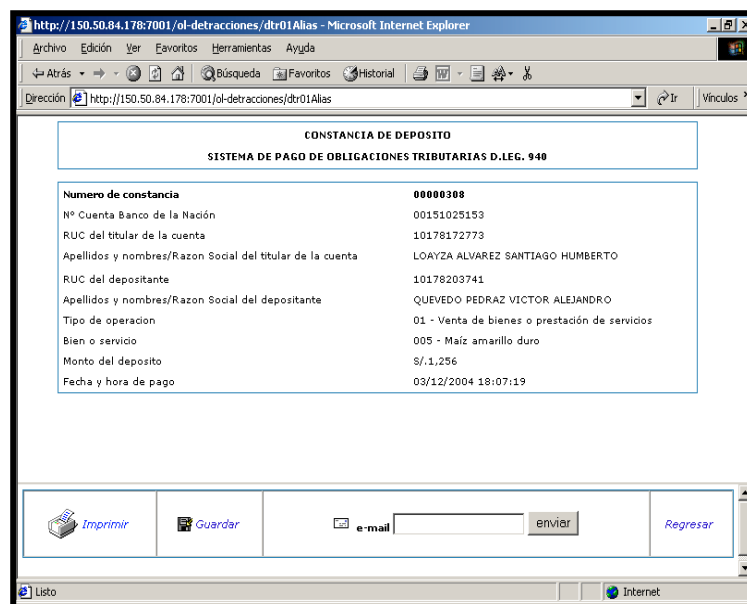 http://150.50.84.178:7001/ol-detracciones/dtr01Alias - Microsoft Internet Explorer
Archivo Edición Ver Favoritos Herramientas Ayuda
Atrás Búsqueda Favoritos Historial
Dirección http://150.50.84.178:7001/ol-detracciones/dtr01Alias Ir Vínculos »
CONSTANCIA DE DEPOSITO
SISTEMA DE PAGO DE OBLIGACIONES TRIBUTARIAS D.LEG. 940
Numero de constancia 00000308
Nº Cuenta Banco de la Nación 00151025153
RUC del titular de la cuenta 10178172773
Apellidos y nombres/Razon Social del titular de la cuenta LOAYZA ALVAREZ SANTIAGO HUMBERTO
RUC del depositante 10178203741
Apellidos y nombres/Razon Social del depositante QUEVEDO PEDRAZ VICTOR ALEJANDRO
Tipo de operacion 01 - Venta de bienes o prestación de servicios
Bien o servicio 005 - Maíz amarillo duro
Monto del deposito S/.1,256
Fecha y hora de pago 03/12/2004 18:07:19
Imprimir Guardar e-mail enviar Regresar
Listo Internet